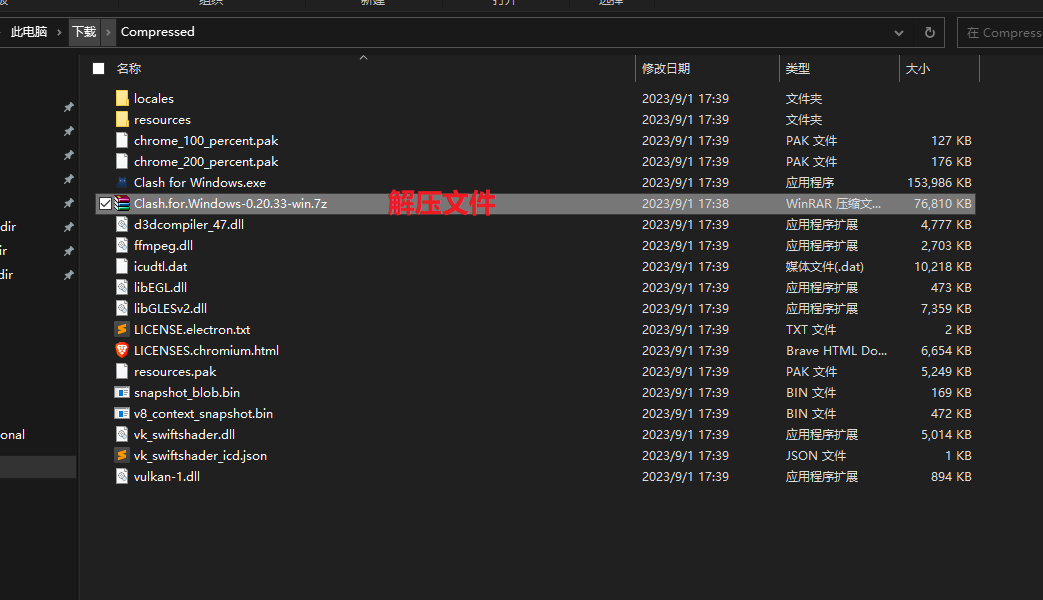 组织 新建 打开 选择
此电脑 > 下载 > Compressed 在 Compress
名称 修改日期 类型 大小
locales 2023/9/1 17:39 文件夹
resources 2023/9/1 17:39 文件夹
chrome_100_percent.pak 2023/9/1 17:39 PAK 文件 127 KB
chrome_200_percent.pak 2023/9/1 17:39 PAK 文件 176 KB
Clash for Windows.exe 2023/9/1 17:39 应用程序 153,986 KB
Clash.for.Windows-0.20.33-win.7z 解压文件 2023/9/1 17:38 WinRAR 压缩文... 76,810 KB
dir d3dcompiler_47.dll 2023/9/1 17:39 应用程序扩展 4,777 KB
ir ffmpeg.dll 2023/9/1 17:39 应用程序扩展 2,703 KB
dir icudtl.dat 2023/9/1 17:39 媒体文件(.dat) 10,218 KB
libEGL.dll 2023/9/1 17:39 应用程序扩展 473 KB
libGLESv2.dll 2023/9/1 17:39 应用程序扩展 7,359 KB
LICENSE.electron.txt 2023/9/1 17:39 TXT 文件 2 KB
LICENSES.chromium.html 2023/9/1 17:39 Brave HTML Do... 6,654 KB
resources.pak 2023/9/1 17:39 PAK 文件 5,249 KB
snapshot_blob.bin 2023/9/1 17:39 BIN 文件 169 KB
v8_context_snapshot.bin 2023/9/1 17:39 BIN 文件 472 KB
onal vk_swiftshader.dll 2023/9/1 17:39 应用程序扩展 5,014 KB
vk_swiftshader_icd.json 2023/9/1 17:39 JSON 文件 1 KB
vulkan-1.dll 2023/9/1 17:39 应用程序扩展 894 KB